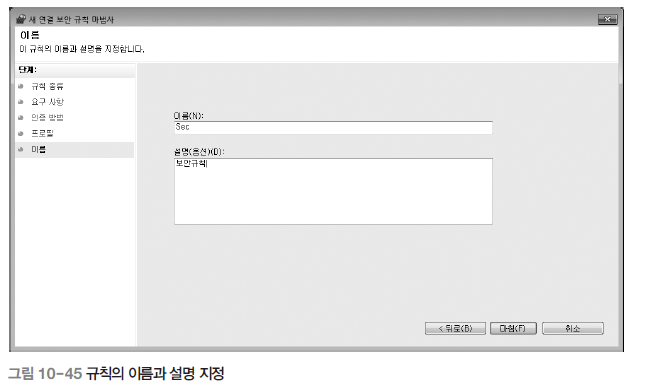 새 연결 보안 규칙 마법사
이름
이 규칙의 이름과 설명을 지정합니다.
단계:
규칙 종류
요구 사항
인증 방법
프로필
이름
이름(N):
Sec
설명(옵션)(D):
보안규칙
< 뒤로(B)
마침(F)
취소
그림 10-45 규칙의 이름과 설명 지정